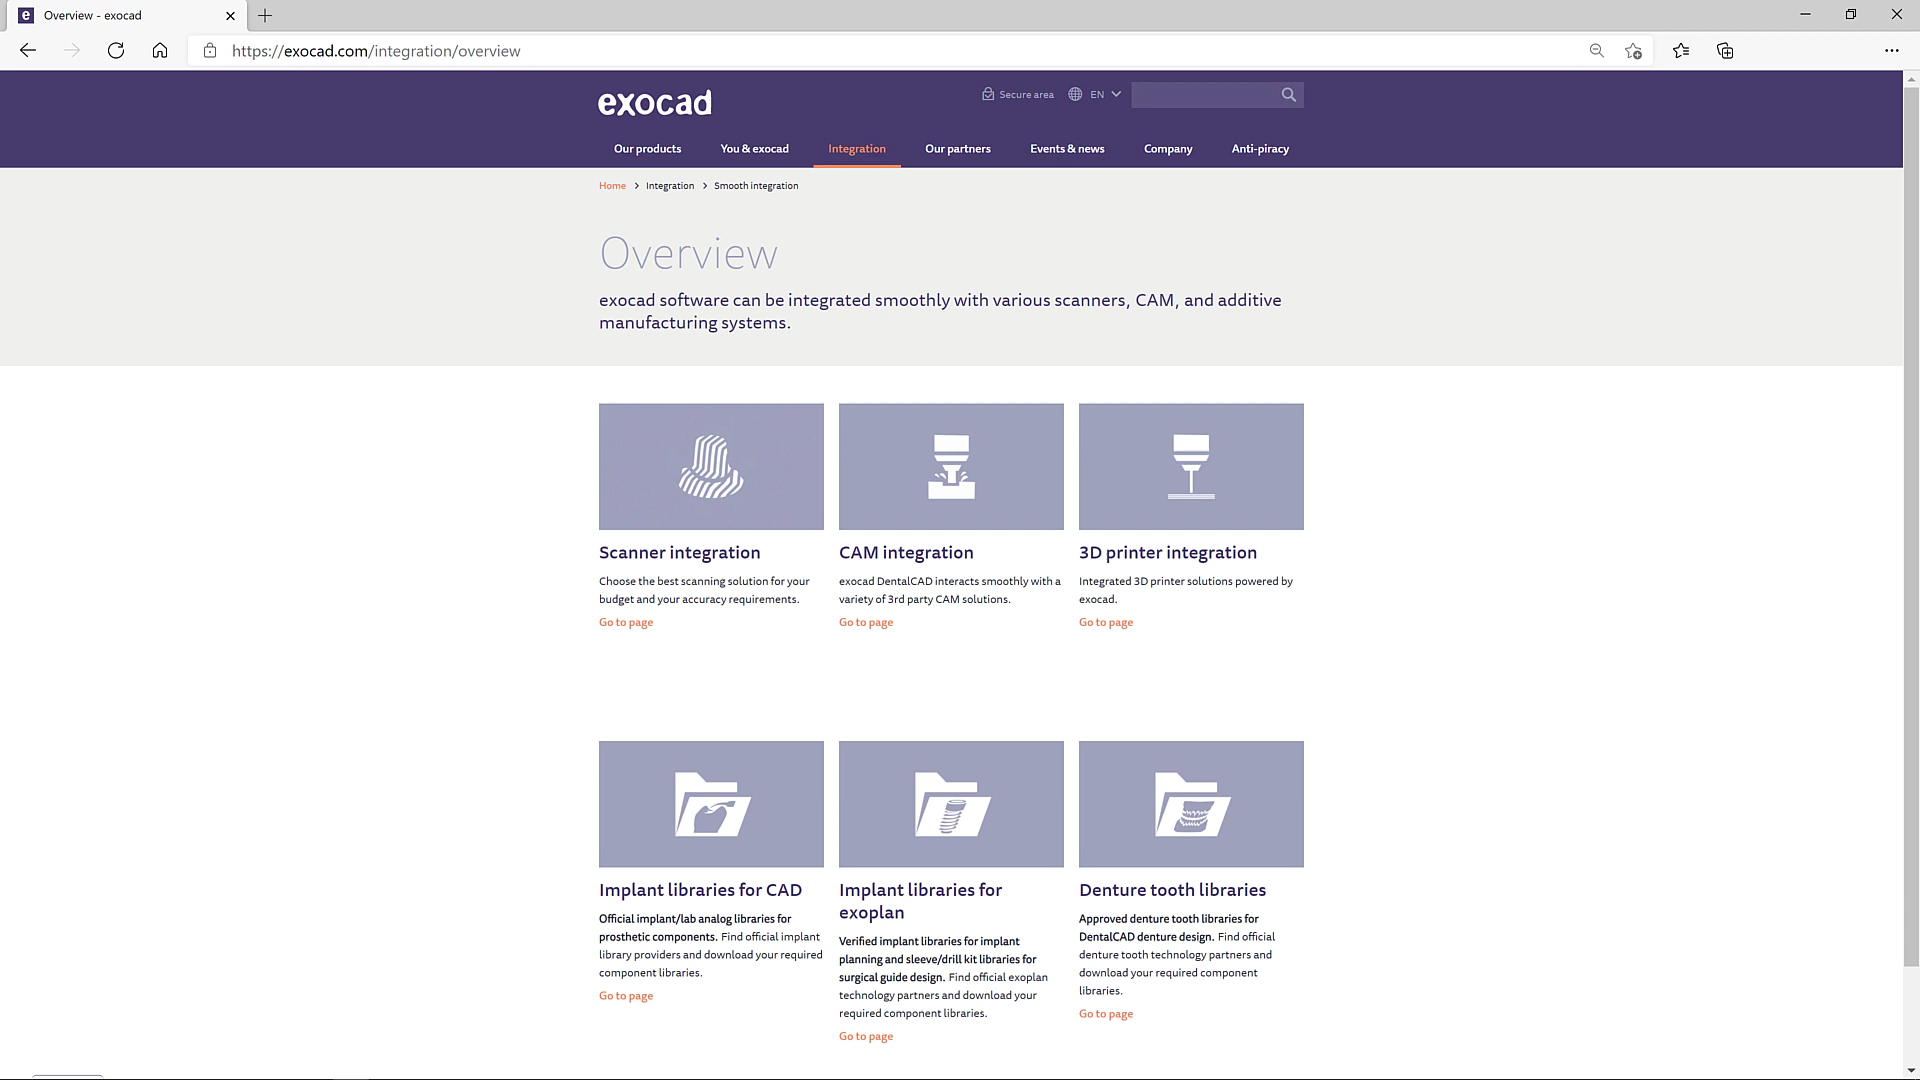 e Overview - exocad
https://exocad.com/integration/overview
exocad
Secure area EN
Our products You & exocad Integration Our partners Events & news Company Anti-piracy
Home > Integration > Smooth integration
Overview
exocad software can be integrated smoothly with various scanners, CAM, and additive
manufacturing systems.
Scanner integration
Choose the best scanning solution for your
budget and your accuracy requirements.
Go to page
CAM integration
exocad DentalCAD interacts smoothly with a
variety of 3rd party CAM solutions.
Go to page
3D printer integration
Integrated 3D printer solutions powered by
exocad.
Go to page
Implant libraries for CAD
Official implant/lab analog libraries for
prosthetic components. Find official implant
library providers and download your required
component libraries.
Go to page
Implant libraries for
exoplan
Verified implant libraries for implant
planning and sleeve/drill kit libraries for
surgical guide design. Find official exoplan
technology partners and download your
required component libraries.
Go to page
Denture tooth libraries
Approved denture tooth libraries for
DentalCAD denture design. Find official
denture tooth technology partners and
download your required component
libraries.
Go to page